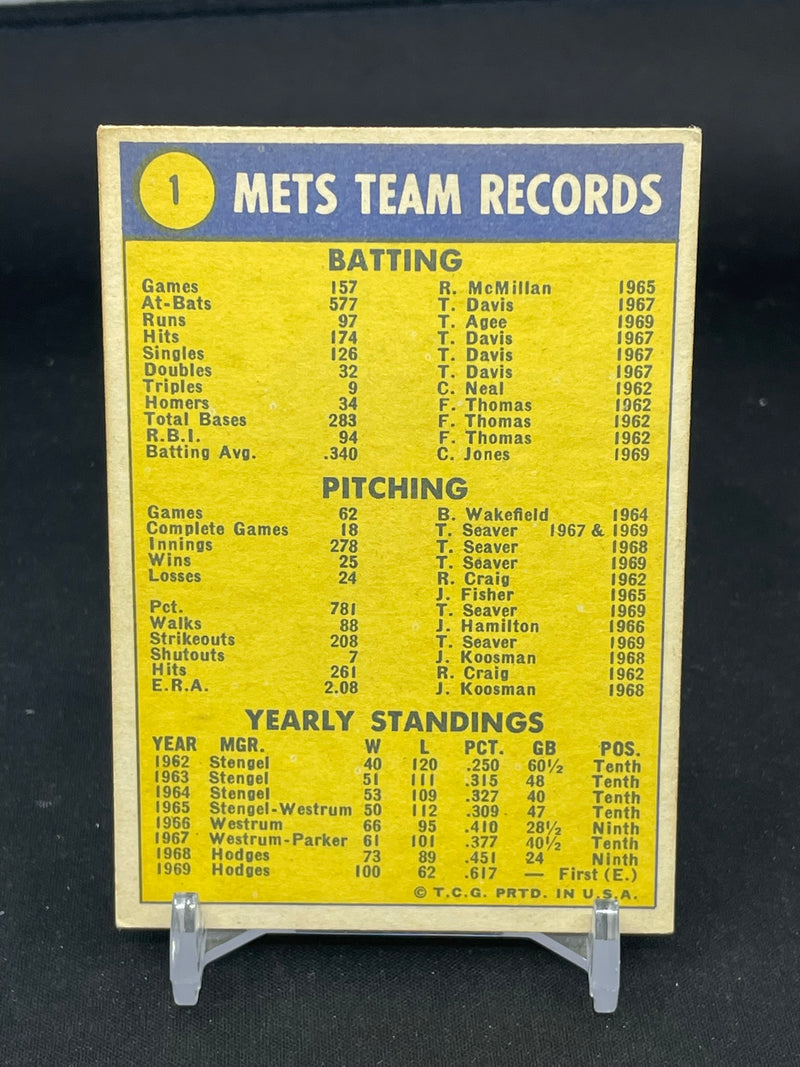 1 METS TEAM RECORDS
BATTING
Games 157 R. McMillan 1965
At-Bats 577 T. Davis 1967
Runs 97 T. Agee 1969
Hits 174 T. Davis 1967
Singles 126 T. Davis 1967
Doubles 32 T. Davis 1967
Triples 9 C. Neal 1962
Homers 34 F. Thomas 1962
Total Bases 283 F. Thomas 1962
R.B.I. 94 F. Thomas 1962
Batting Avg. .340 C. Jones 1969
PITCHING
Games 62 B. Wakefield 1964
Complete Games 18 T. Seaver 1967 & 1969
Innings 278 T. Seaver 1968
Wins 25 T. Seaver 1969
Losses 24 R. Craig 1962
J. Fisher 1965
Pct. 781 T. Seaver 1969
Walks 88 J. Hamilton 1966
Strikeouts 208 T. Seaver 1969
Shutouts 7 J. Koosman 1968
Hits 261 R. Craig 1962
E.R.A. 2.08 J. Koosman 1968
YEARLY STANDINGS
YEAR MGR. W L PCT. GB POS.
1962 Stengel 40 120 .250 60½ Tenth
1963 Stengel 51 111 .315 48 Tenth
1964 Stengel 53 109 .327 40 Tenth
1965 Stengel-Westrum 50 112 .309 47 Tenth
1966 Westrum 66 95 .410 28½ Ninth
1967 Westrum-Parker 61 101 .377 40½ Tenth
1968 Hodges 73 89 .451 24 Ninth
1969 Hodges 100 62 .617 — First (E.)
© T.C.G. PRTD. IN U.S.A.